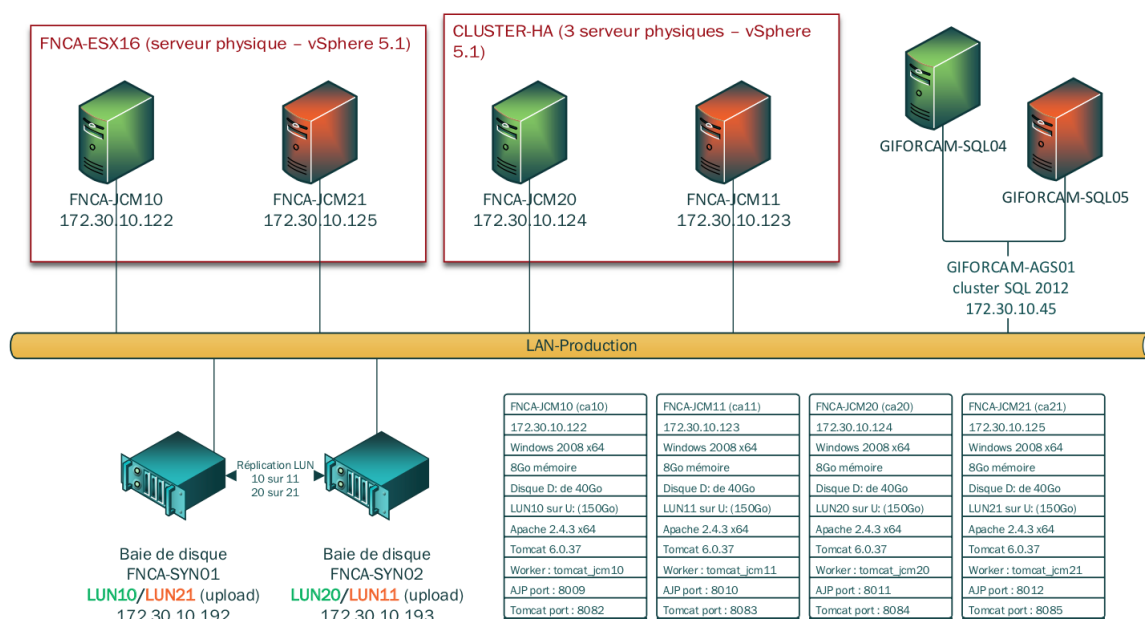 FNCA-ESX16 (serveur physique – vSphere 5.1)
FNCA-JCM10
172.30.10.122
FNCA-JCM21
172.30.10.125
CLUSTER-HA (3 serveur physiques – vSphere
5.1)
FNCA-JCM20
172.30.10.124
FNCA-JCM11
172.30.10.123
GIFORCAM-SQL04
GIFORCAM-SQL05
GIFORCAM-AGS01
cluster SQL 2012
172.30.10.45
LAN-Production
Réplication LUN
10 sur 11
20 sur 21
Baie de disque
FNCA-SYN01
LUN10/LUN21 (upload)
172.30.10.192
Baie de disque
FNCA-SYN02
LUN20/LUN11 (upload)
172.30.10.193
FNCA-JCM10 (ca10)
172.30.10.122
Windows 2008 x64
8Go mémoire
Disque D: de 40Go
LUN10 sur U: (150Go)
Apache 2.4.3 x64
Tomcat 6.0.37
Worker : tomcat_jcm10
AJP port : 8009
Tomcat port : 8082
FNCA-JCM11 (ca11)
172.30.10.123
Windows 2008 x64
8Go mémoire
Disque D: de 40Go
LUN11 sur U: (150Go)
Apache 2.4.3 x64
Tomcat 6.0.37
Worker : tomcat_jcm11
AJP port : 8010
Tomcat port : 8083
FNCA-JCM20 (ca20)
172.30.10.124
Windows 2008 x64
8Go mémoire
Disque D: de 40Go
LUN20 sur U: (150Go)
Apache 2.4.3 x64
Tomcat 6.0.37
Worker : tomcat_jcm20
AJP port : 8011
Tomcat port : 8084
FNCA-JCM21 (ca21)
172.30.10.125
Windows 2008 x64
8Go mémoire
Disque D: de 40Go
LUN21 sur U: (150Go)
Apache 2.4.3 x64
Tomcat 6.0.37
Worker : tomcat_jcm21
AJP port : 8012
Tomcat port : 8085